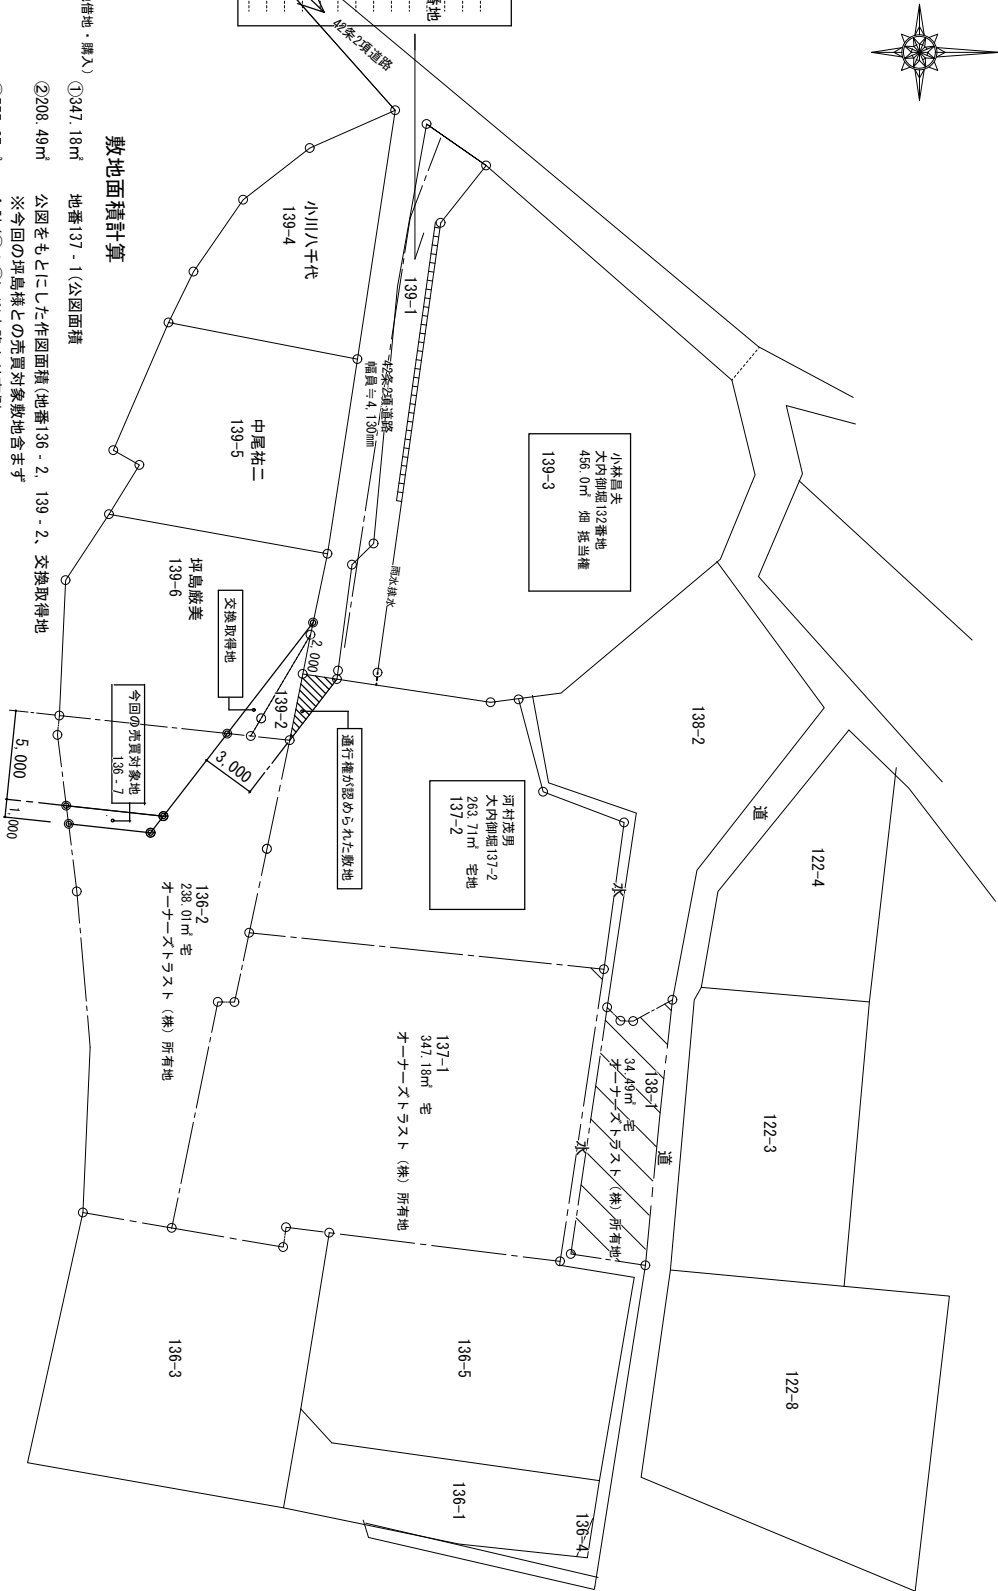 番地
42条2項道路
借地・購入)
敷地面積計算
①347.18㎡ 地番137-1(公図面積
②208.49㎡ 公図をもとにした作図面積(地番136-2, 139-2、交換取得地
※今回の坪島様との売買対象敷地含まず
小川八千代
139-4
139-1
42条2項道路
幅員≒4,130㎜
中尾祐二
139-5
小林昌夫
大内御堀132番地
456.0㎡ 畑 抵当権
139-3
雨水排水
坪島厳美
139-6
交換取得地
2,000
139-2
通行権が認められた敷地
今回の売買対象地
136-7
3,000
5,000
1,000
138-2
河村茂男
大内御堀137-2
263.71㎡ 宅地
137-2
道
122-4
水
136-2
238.01㎡ 宅
オーナーズトラスト（株）所有地
137-1
347.18㎡ 宅
オーナーズトラスト（株）所有地
138-1
34.49㎡ 宅
オーナーズトラスト（株）所有地
水
道
122-3
136-3
136-5
122-8
136-1
136-4